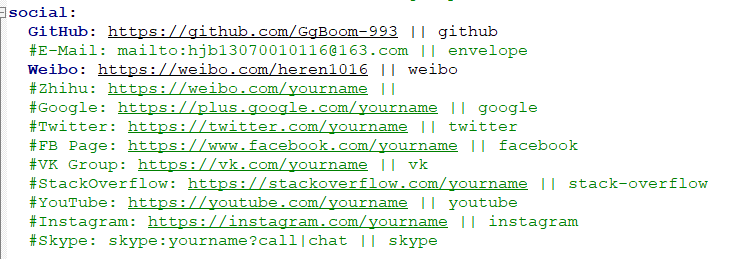 social:
GitHub: https://github.com/GgBoom-993 || github
#E-Mail: mailto:hjb13070010116@163.com || envelope
Weibo: https://weibo.com/heren1016 || weibo
#Zhihu: https://weibo.com/yourname ||
#Google: https://plus.google.com/yourname || google
#Twitter: https://twitter.com/yourname || twitter
#FB Page: https://www.facebook.com/yourname || facebook
#VK Group: https://vk.com/yourname || vk
#StackOverflow: https://stackoverflow.com/yourname || stack-overflow
#YouTube: https://youtube.com/yourname || youtube
#Instagram: https://instagram.com/yourname || instagram
#Skype: skype:yourname?call|chat || skype